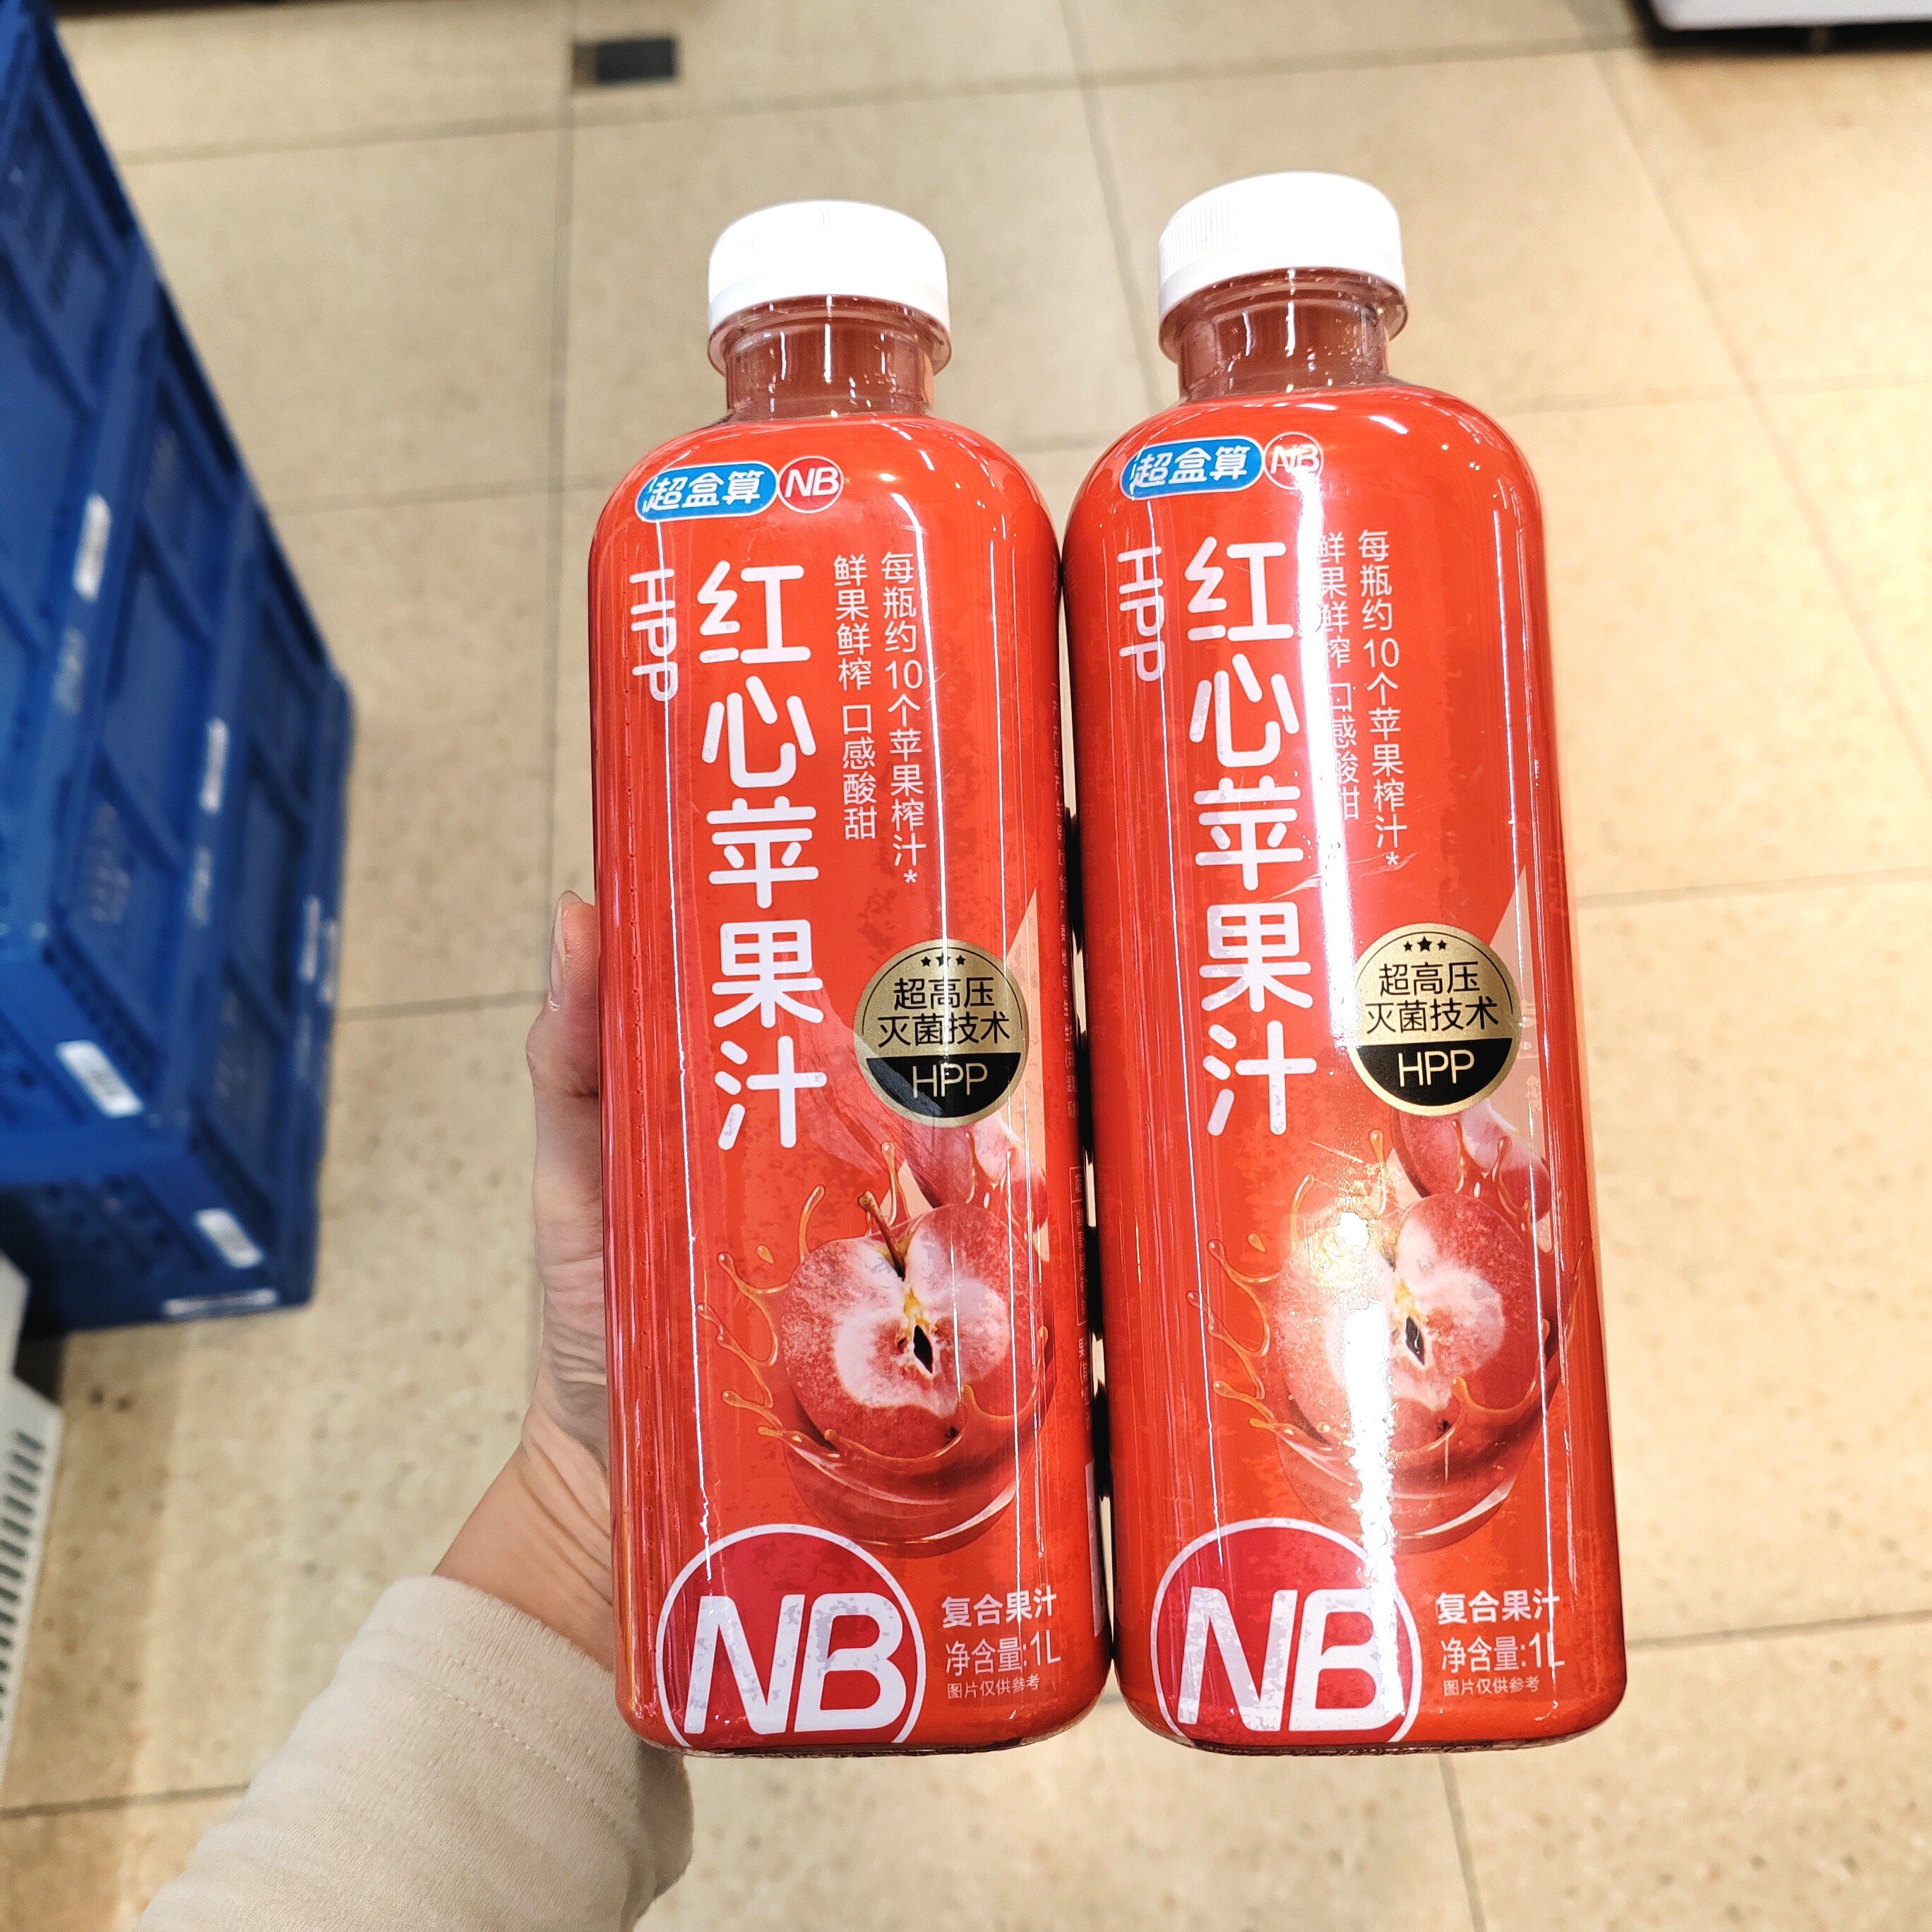 超盒算 NB
HPP
红心苹果汁
每瓶约10个苹果榨汁*
鲜果鲜榨 口感酸甜
超高压
灭菌技术
HPP
NB
复合果汁
净含量:1L
图片仅供参考
超盒算 NB
HPP
红心苹果汁
每瓶约10个苹果榨汁*
鲜果鲜榨 口感酸甜
超高压
灭菌技术
HPP
NB
复合果汁
净含量:1L
图片仅供参考